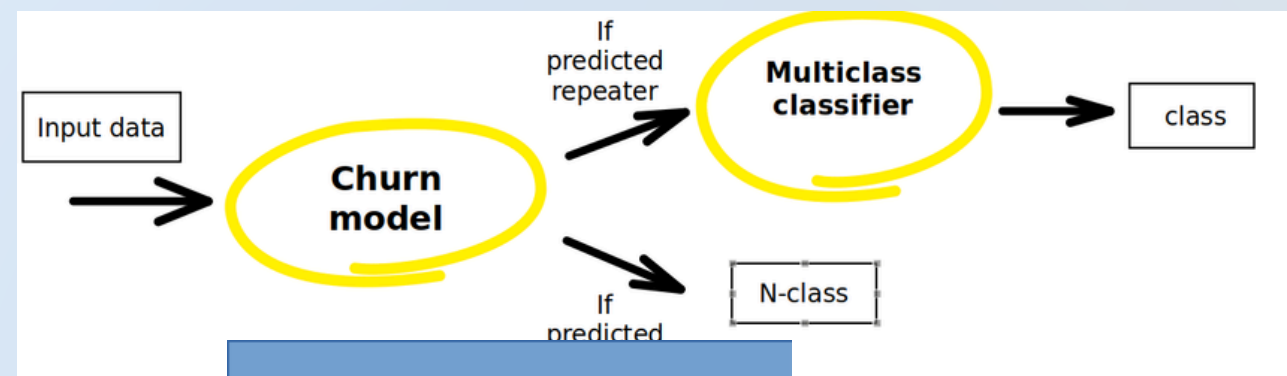 Input data
Churn
model
If
predicted
repeater
Multiclass
classifier
class
If
predicted
N-class